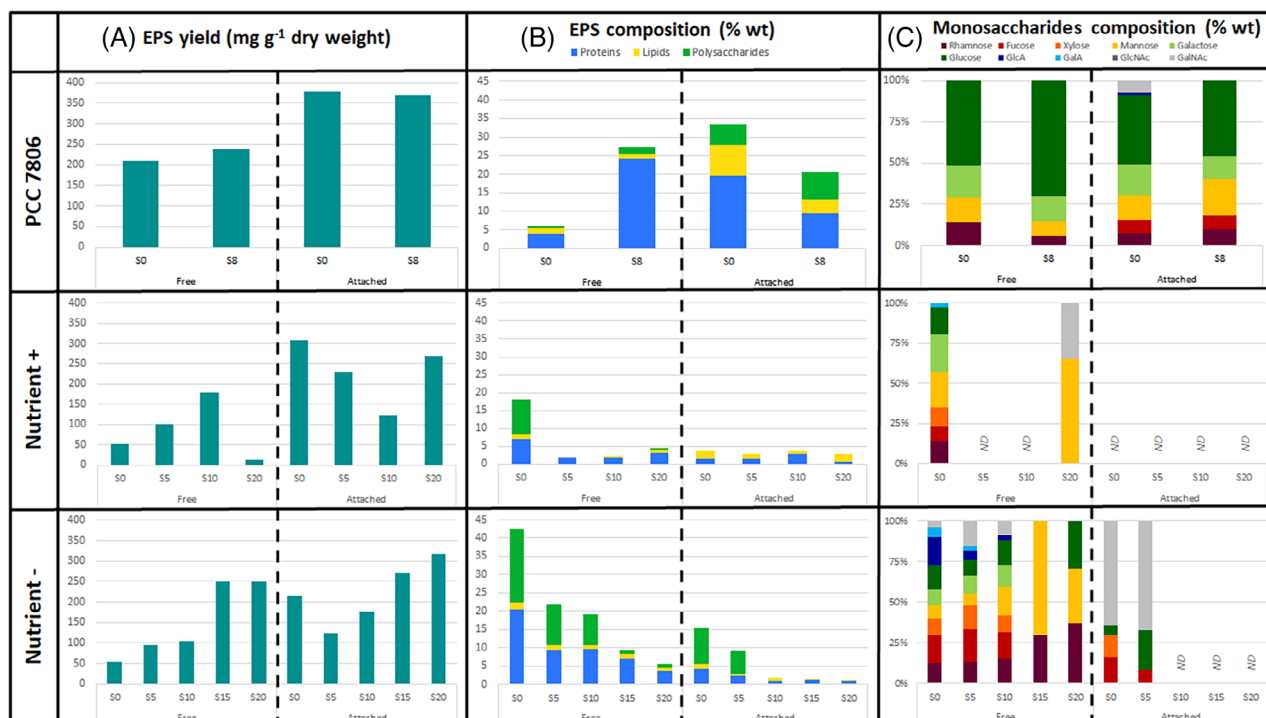 (A) EPS yield (mg g-1 dry weight)
(B) EPS composition (% wt)
Proteins Lipids Polysaccharides
(C) Monosaccharides composition (% wt)
Rhamnose Fucose Xylose Mannose Galactose
Glucose GlcA GalA GlcNAc GalNAc
PCC 7806
400
350
300
250
200
150
100
50
0
S0 S8 S0 S8
Free Attached
45
40
35
30
25
20
15
10
5
0
S0 S8 S0 S8
Free Attached
100%
75%
50%
25%
0%
S0 S8 S0 S8
Free Attached
Nutrient +
400
350
300
250
200
150
100
50
0
S0 S5 S10 S20 S0 S5 S10 S20
Free Attached
45
40
35
30
25
20
15
10
5
0
S0 S5 S10 S20 S0 S5 S10 S20
Free Attached
100%
75%
50%
25%
0%
ND ND ND ND ND ND
S0 S5 S10 S20 S0 S5 S10 S20
Free Attached
Nutrient -
400
350
300
250
200
150
100
50
0
S0 S5 S10 S15 S20 S0 S5 S10 S15 S20
Free Attached
45
40
35
30
25
20
15
10
5
0
S0 S5 S10 S15 S20 S0 S5 S10 S15 S20
Free Attached
100%
75%
50%
25%
0%
ND ND ND
S0 S5 S10 S15 S20 S0 S5 S10 S15 S20
Free Attached